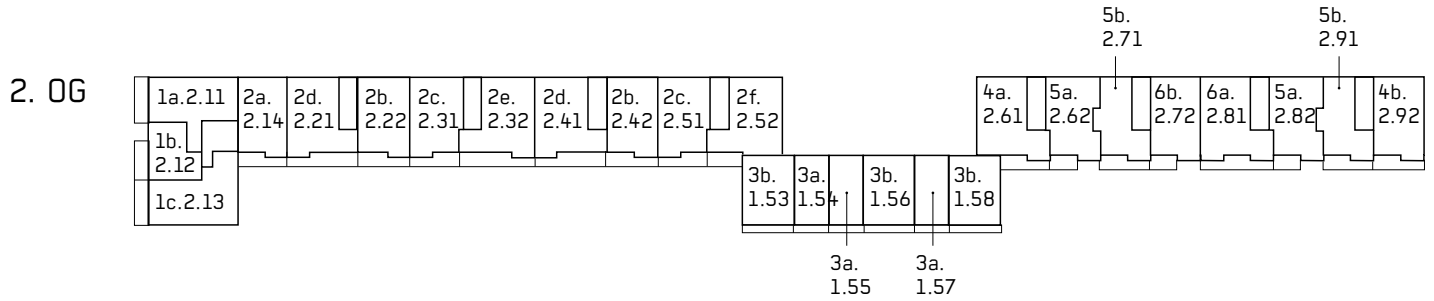 5b.
2.71
5b.
2.91
2. OG
1a.2.11
2a.
2.14
2d.
2.21
2b.
2.22
2c.
2.31
2e.
2.32
2d.
2.41
2b.
2.42
2c.
2.51
2f.
2.52
4a.
2.61
5a.
2.62
6b.
2.72
6a.
2.81
5a.
2.82
4b.
2.92
1b.
2.12
1c.2.13
3b.
1.53
3a.
1.54
3b.
1.56
3b.
1.58
3a.
1.55
3a.
1.57